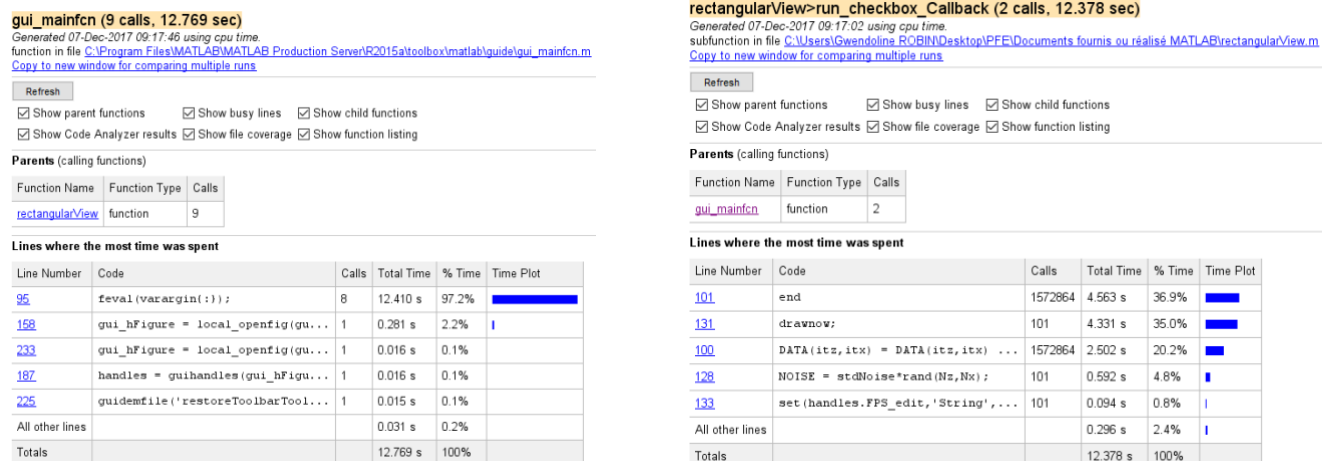 gui_mainfcn (9 calls, 12.769 sec)
Generated 07-Dec-2017 09:17:46 using cpu time.
function in file C:\Program Files\MATLAB\MATLAB Production Server\R2015a\toolbox\matlab\guide\gui_mainfcn.m
Copy to new window for comparing multiple runs
Refresh
Show parent functions Show busy lines Show child functions
Show Code Analyzer results Show file coverage Show function listing
Parents (calling functions)
Function Name Function Type Calls
rectangularView function 9
Lines where the most time was spent
Line Number Code Calls Total Time % Time Time Plot
95 feval(varargin{:}); 8 12.410 s 97.2%
158 gui_hFigure = local_openfig(gu... 1 0.281 s 2.2%
233 gui_hFigure = local_openfig(gu... 1 0.016 s 0.1%
187 handles = guihandles(gui_hFigu... 1 0.016 s 0.1%
225 guidemfile('restoreToolbarTool... 1 0.015 s 0.1%
All other lines 0.031 s 0.2%
Totals 12.769 s 100%
rectangularView>run_checkbox_Callback (2 calls, 12.378 sec)
Generated 07-Dec-2017 09:17:02 using cpu time.
subfunction in file C:\Users\Gwendoline ROBIN\Desktop\PFE\Documents fournis ou réalisé MATLAB\rectangularView.m
Copy to new window for comparing multiple runs
Refresh
Show parent functions Show busy lines Show child functions
Show Code Analyzer results Show file coverage Show function listing
Parents (calling functions)
Function Name Function Type Calls
gui_mainfcn function 2
Lines where the most time was spent
Line Number Code Calls Total Time % Time Time Plot
101 end 1572864 4.563 s 36.9%
131 drawnow; 101 4.331 s 35.0%
100 DATA(itz,itx) = DATA(itz,itx) ... 1572864 2.502 s 20.2%
128 NOISE = stdNoise*rand(Nz,Nx); 101 0.592 s 4.8%
133 set(handles.FPS_edit,'String',... 101 0.094 s 0.8%
All other lines 0.296 s 2.4%
Totals 12.378 s 100%